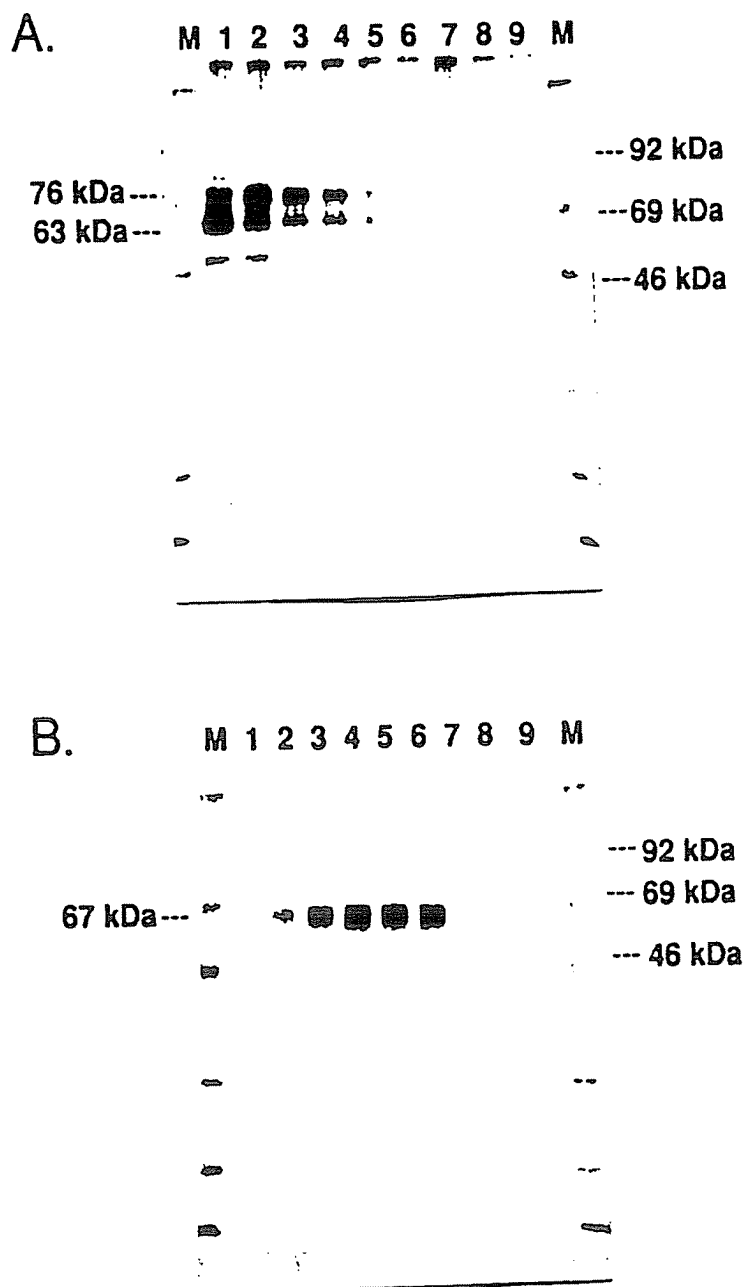 A.
M 1 2 3 4 5 6 7 8 9 M
---92 kDa
76 kDa---
---69 kDa
63 kDa---
---46 kDa
B.
M 1 2 3 4 5 6 7 8 9 M
---92 kDa
---69 kDa
67 kDa---
---46 kDa